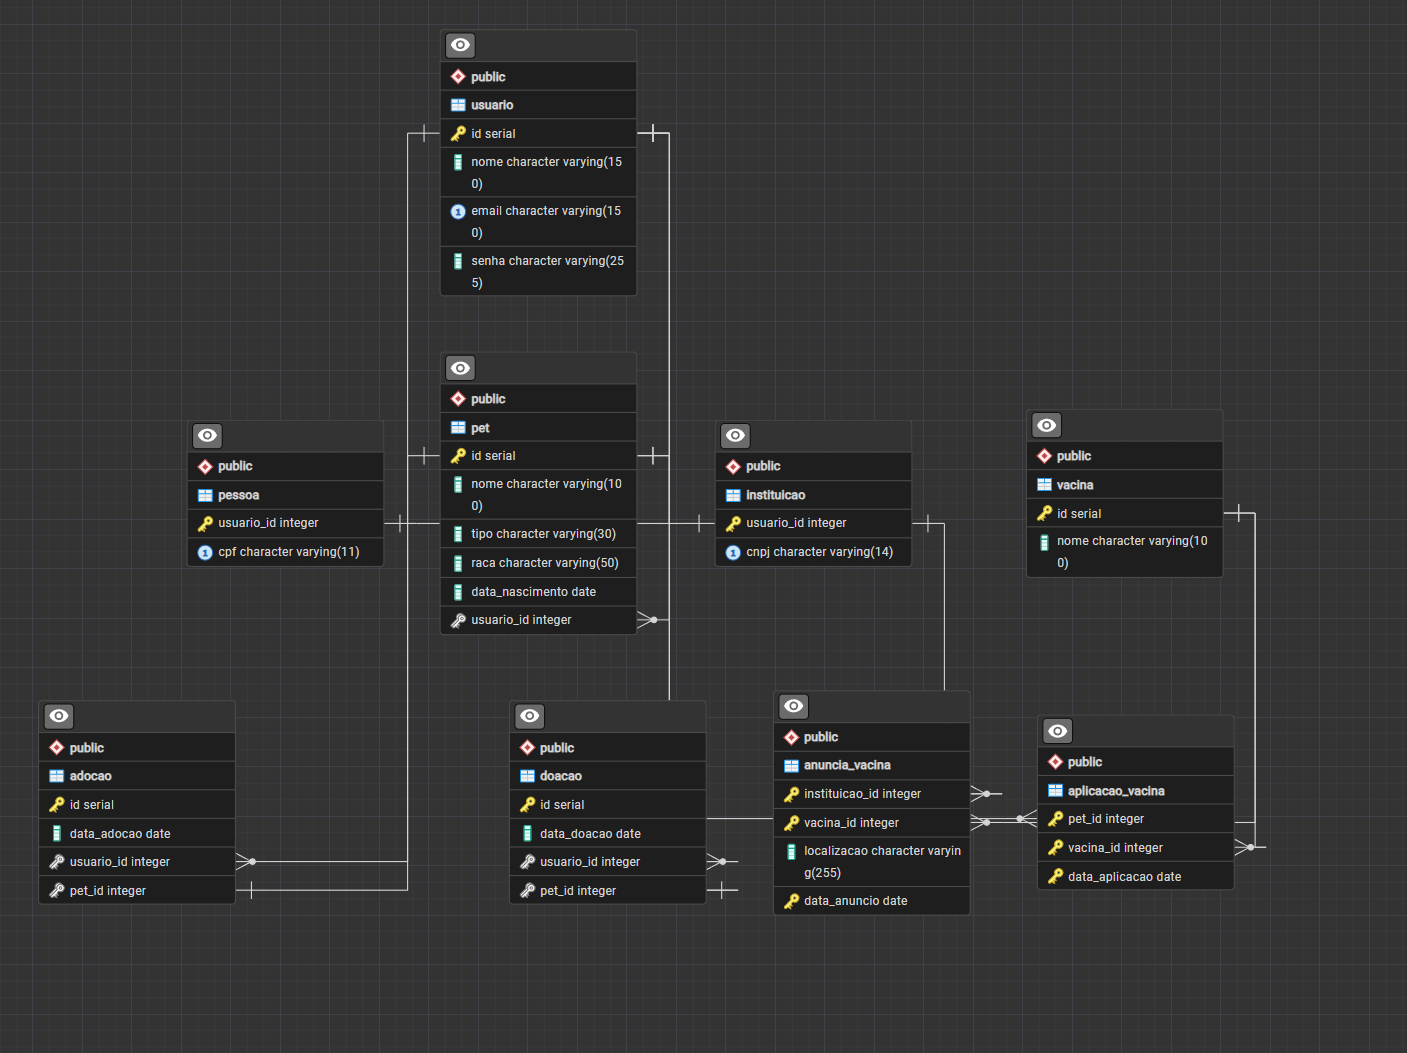 public
usuario
id serial
nome character varying(15
0)
email character varying(15
0)
senha character varying(25
5)
public
pet
id serial
nome character varying(10
0)
tipo character varying(30)
raca character varying(50)
data_nascimento date
usuario_id integer
public
pessoa
usuario_id integer
cpf character varying(11)
public
instituicao
usuario_id integer
cnpj character varying(14)
public
vacina
id serial
nome character varying(10
0)
public
adocao
id serial
data_adocao date
usuario_id integer
pet_id integer
public
doacao
id serial
data_doacao date
usuario_id integer
pet_id integer
public
anuncia_vacina
instituicao_id integer
vacina_id integer
localizacao character varyin
g(255)
data_anuncio date
public
aplicacao_vacina
pet_id integer
vacina_id integer
data_aplicacao date